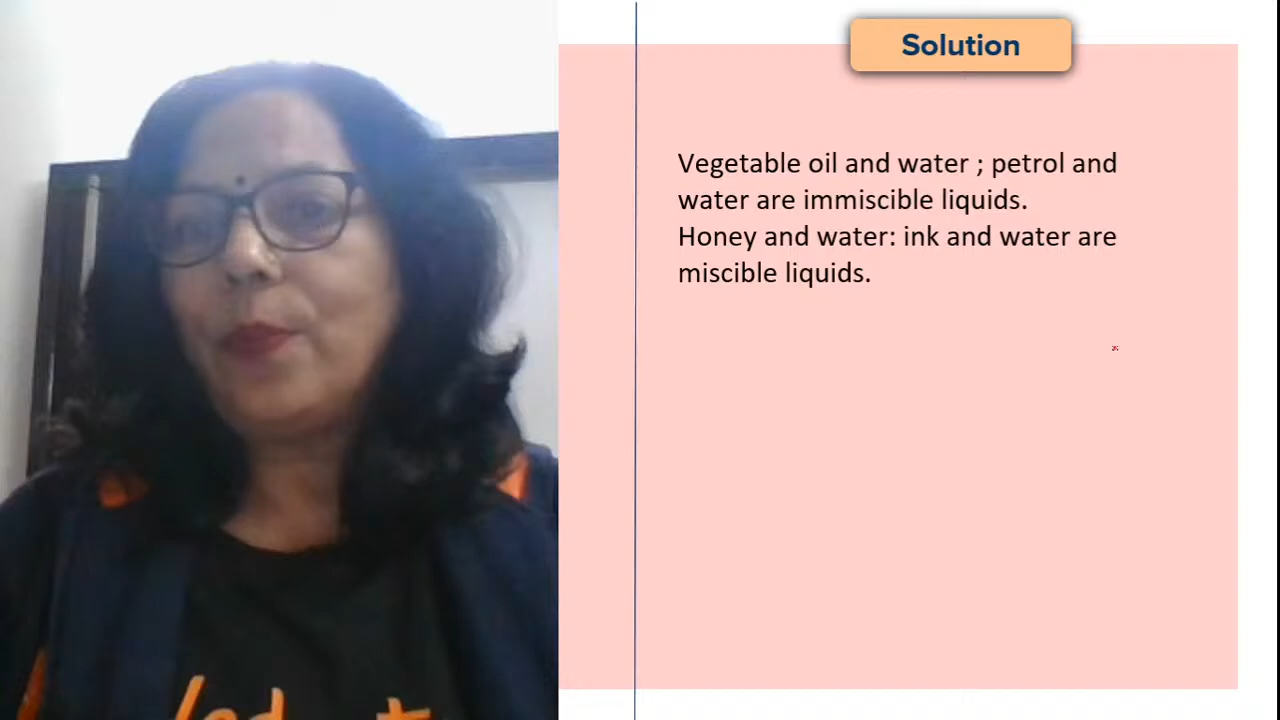 Solution
Vegetable oil and water ; petrol and
water are immiscible liquids.
Honey and water: ink and water are
miscible liquids.